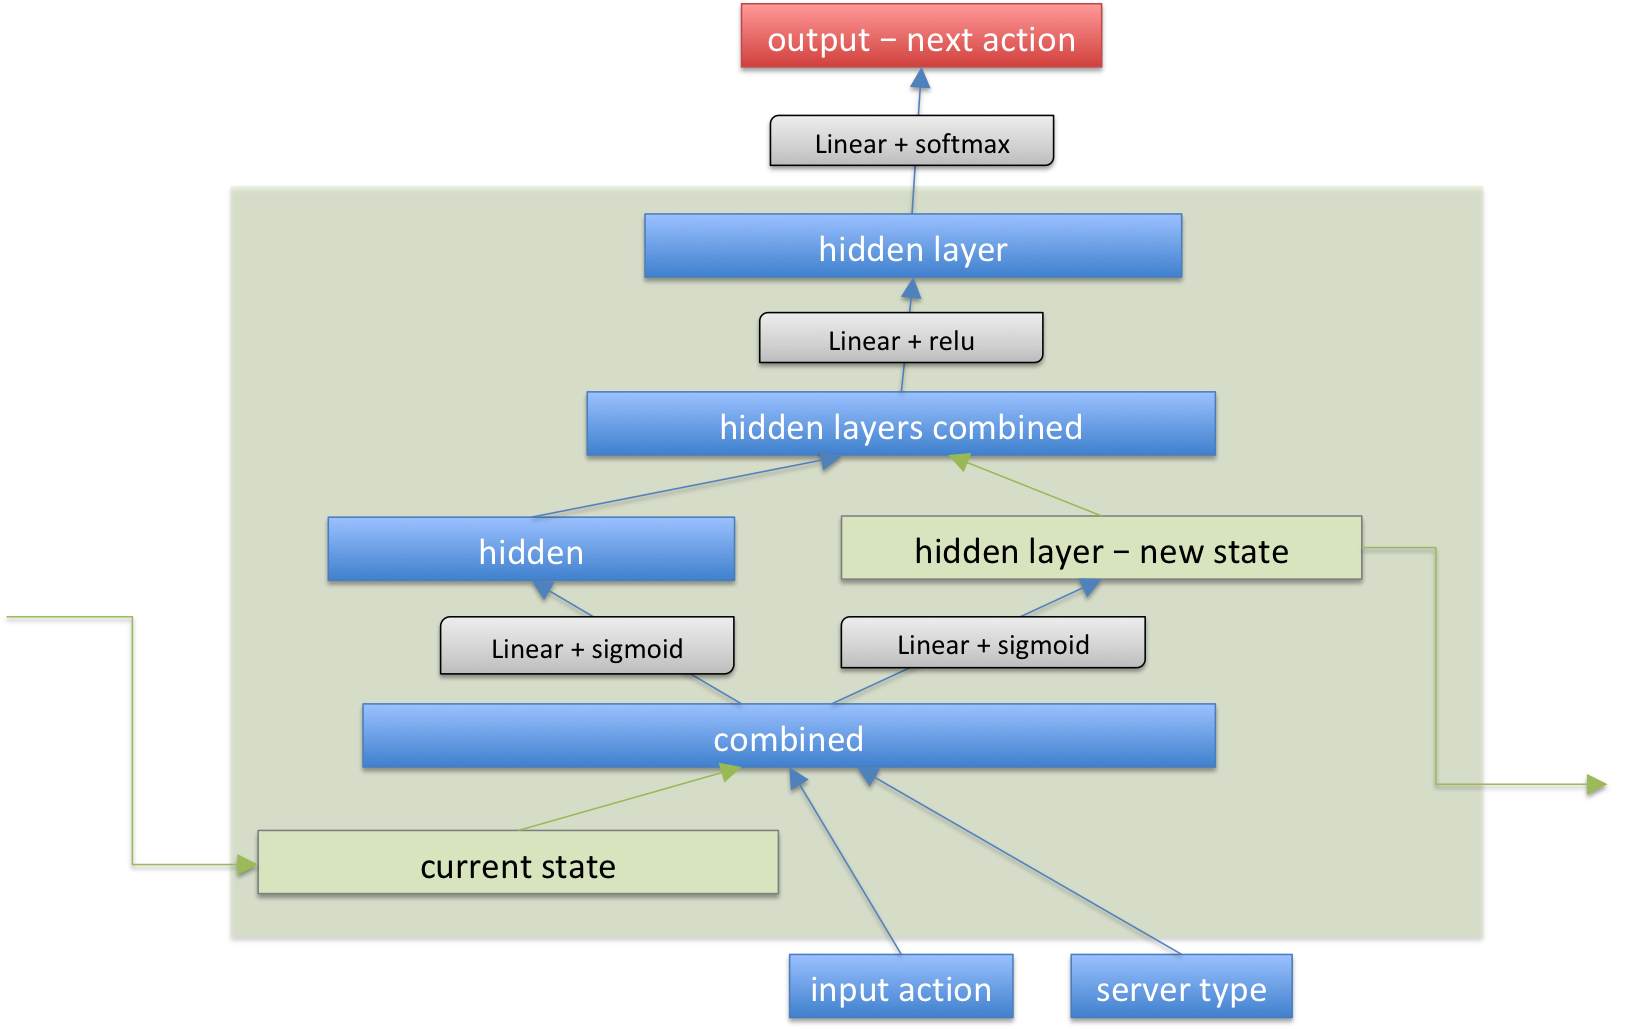 output – next action
Linear + softmax
hidden layer
Linear + relu
hidden layers combined
hidden
hidden layer – new state
Linear + sigmoid
Linear + sigmoid
combined
current state
input action
server type